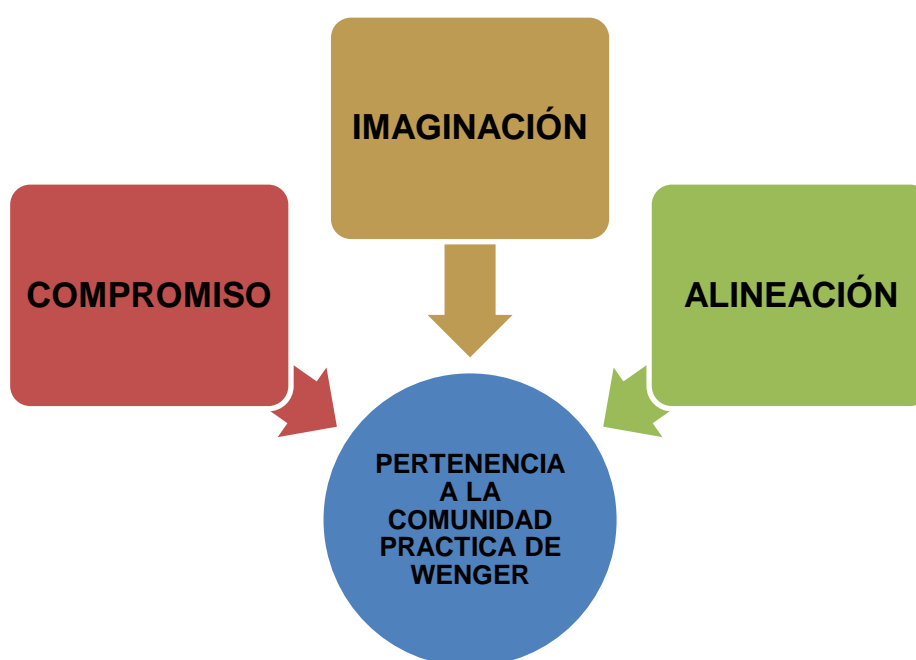 IMAGINACIÓN
COMPROMISO
ALINEACIÓN
PERTENENCIA
A LA
COMUNIDAD
PRACTICA DE
WENGER